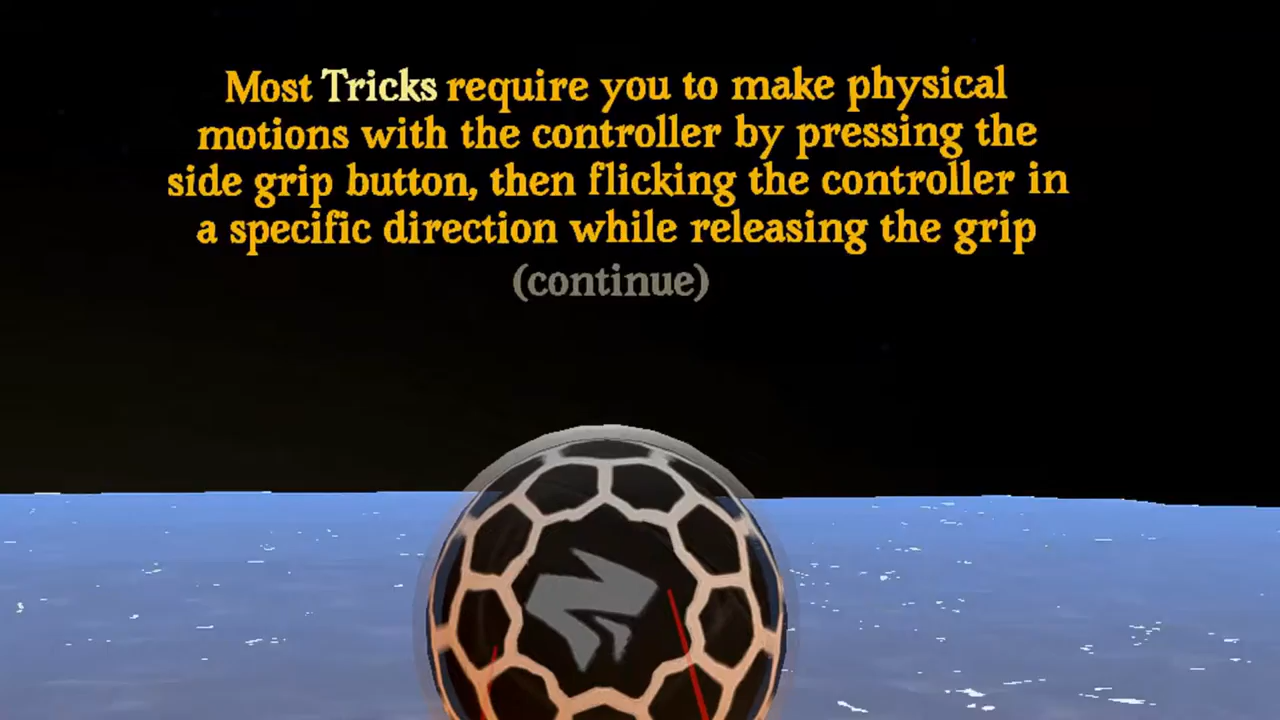 Most Tricks require you to make physical
motions with the controller by pressing the
side grip button, then flicking the controller in
a specific direction while releasing the grip
(continue)